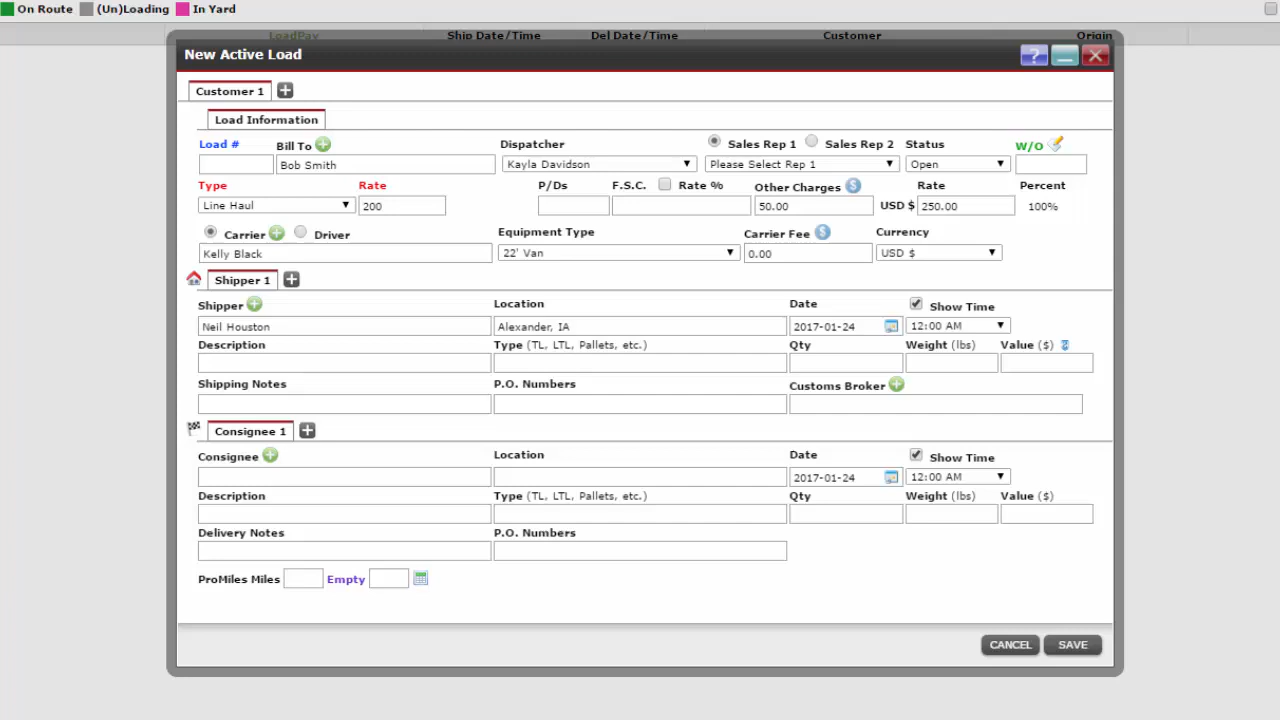 On Route (Un)Loading In Yard
LoadPay Ship Date/Time Del Date/Time Customer Origin
New Active Load ?
Customer 1
Load Information
Load # Bill To Dispatcher Sales Rep 1 Sales Rep 2 Status W/O
Bob Smith Kayla Davidson Please Select Rep 1 Open
Type Rate P/Ds F.S.C. Rate % Other Charges $ Rate Percent
Line Haul 200 50.00 USD $ 250.00 100%
Carrier Driver Equipment Type Carrier Fee $ Currency
Kelly Black 22' Van 0.00 USD $
Shipper 1
Shipper Location Date Show Time
Neil Houston Alexander, IA 2017-01-24 12:00 AM
Description Type (TL, LTL, Pallets, etc.) Qty Weight (lbs) Value ($)
Shipping Notes P.O. Numbers Customs Broker
Consignee 1
Consignee Location Date Show Time
2017-01-24 12:00 AM
Description Type (TL, LTL, Pallets, etc.) Qty Weight (lbs) Value ($)
Delivery Notes P.O. Numbers
ProMiles Miles Empty
CANCEL SAVE